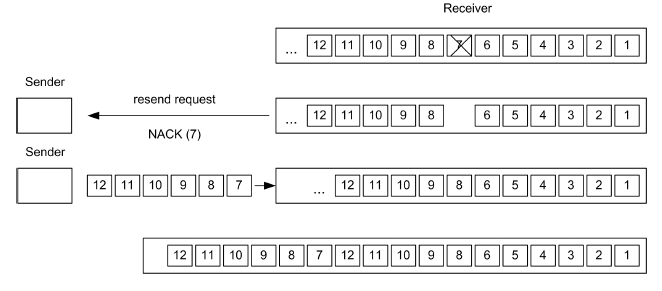 Receiver
... 12 11 10 9 8 7 6 5 4 3 2 1
Sender
resend request
... 12 11 10 9 8 6 5 4 3 2 1
NACK (7)
Sender
12 11 10 9 8 7 ... 12 11 10 9 8 6 5 4 3 2 1
12 11 10 9 8 7 12 11 10 9 8 6 5 4 3 2 1